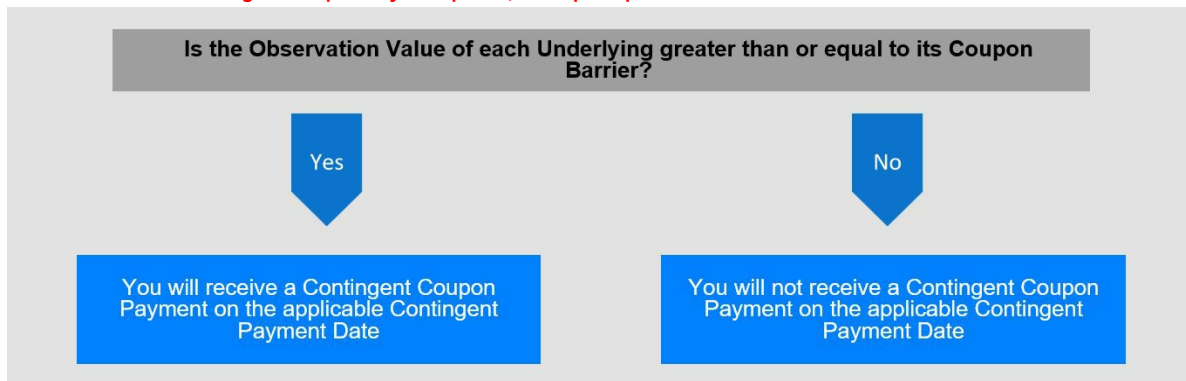 Is the Observation Value of each Underlying greater than or equal to its Coupon
Barrier?
Yes
No
You will receive a Contingent Coupon
Payment on the applicable Contingent
Payment Date
You will not receive a Contingent Coupon
Payment on the applicable Contingent
Payment Date